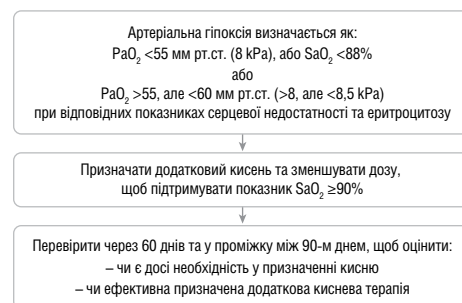 Артеріальна гіпоксія визначається як:
PaO₂ <55 мм рт.ст. (8 kPa), або SaO₂ <88%
або
PaO₂ >55, але <60 мм рт.ст. (>8, але <8,5 kPa)
при відповідних показниках серцевої недостатності та еритроцитозу
Призначати додатковий кисень та зменшувати дозу,
щоб підтримувати показник SaO₂ ≥90%
Перевірити через 60 днів та у проміжку між 90-м днем, щоб оцінити:
– чи є досі необхідність у призначенні кисню
– чи ефективна призначена додаткова киснева терапія